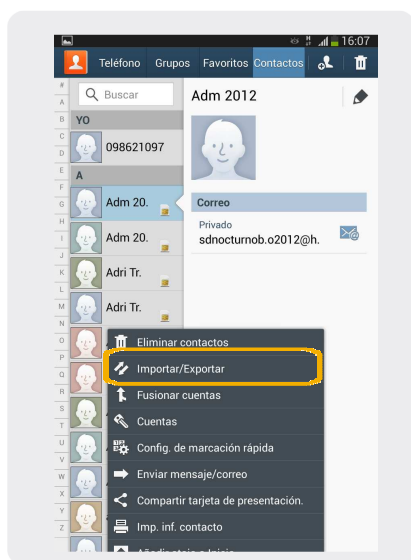 16:07
Teléfono Grupos Favoritos Contactos
Buscar
Adm 2012
#
A
B
C
D
E
F
G
H
I
J
K
L
M
N
O
P
Q
R
S
T
U
V
W
X
Y
Z
YO
098621097
A
Adm 20.
Adm 20.
Adri Tr.
Adri Tr.
Correo
Privado
sdnocturnob.o2012@h.
Eliminar contactos
Importar/Exportar
Fusionar cuentas
Cuentas
Config. de marcación rápida
Enviar mensaje/correo
Compartir tarjeta de presentación.
Imp. inf. contacto